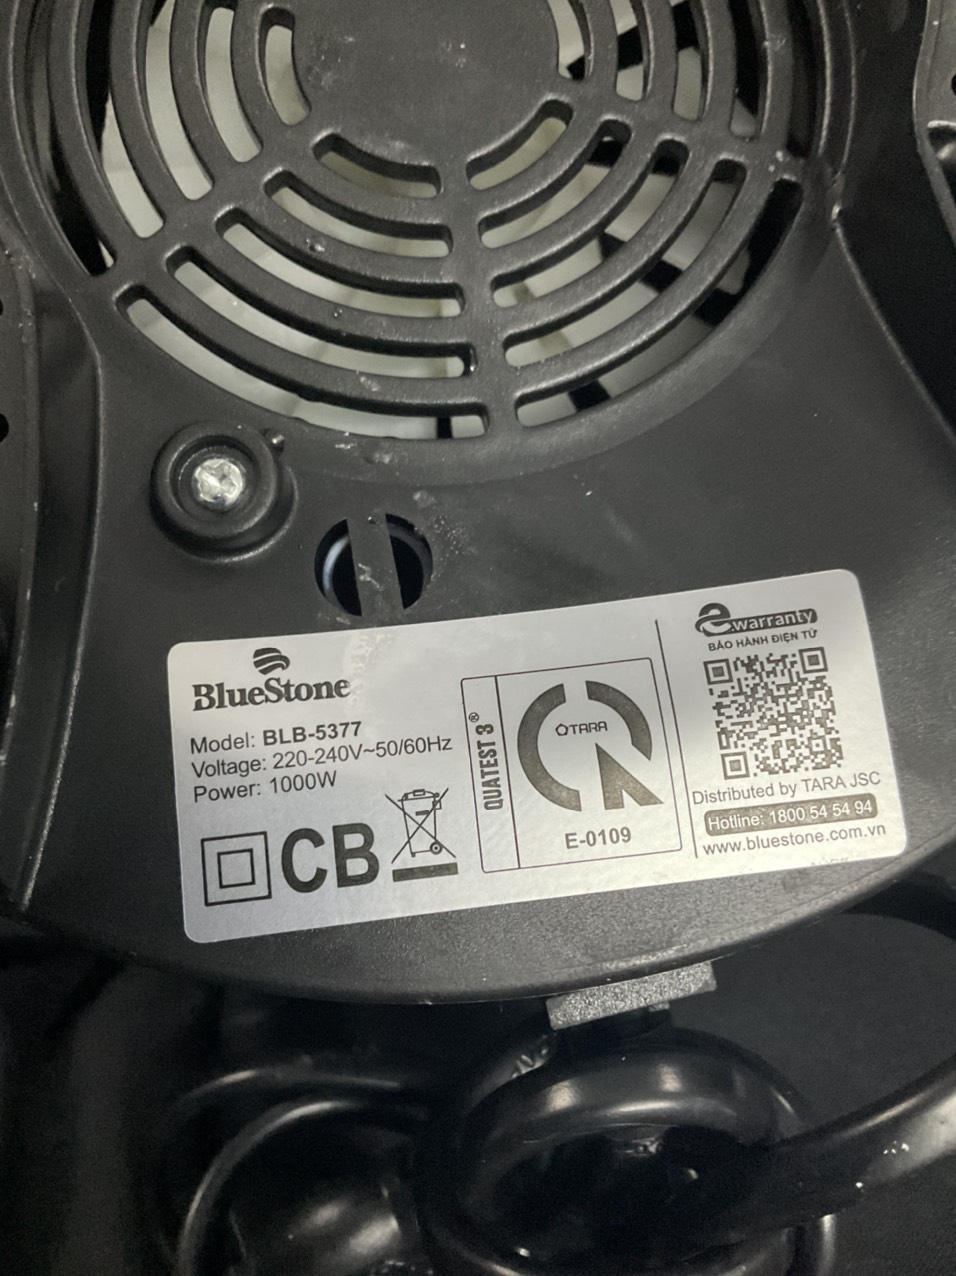 BlueStone
Model: BLB-5377
Voltage: 220-240V~50/60Hz
Power: 1000W
CB
QUATEST 3®
TARA
E-0109
e.warranty
BẢO HÀNH ĐIỆN TỬ
Distributed by TARA JSC
Hotline: 1800 54 54 94
www.bluestone.com.vn